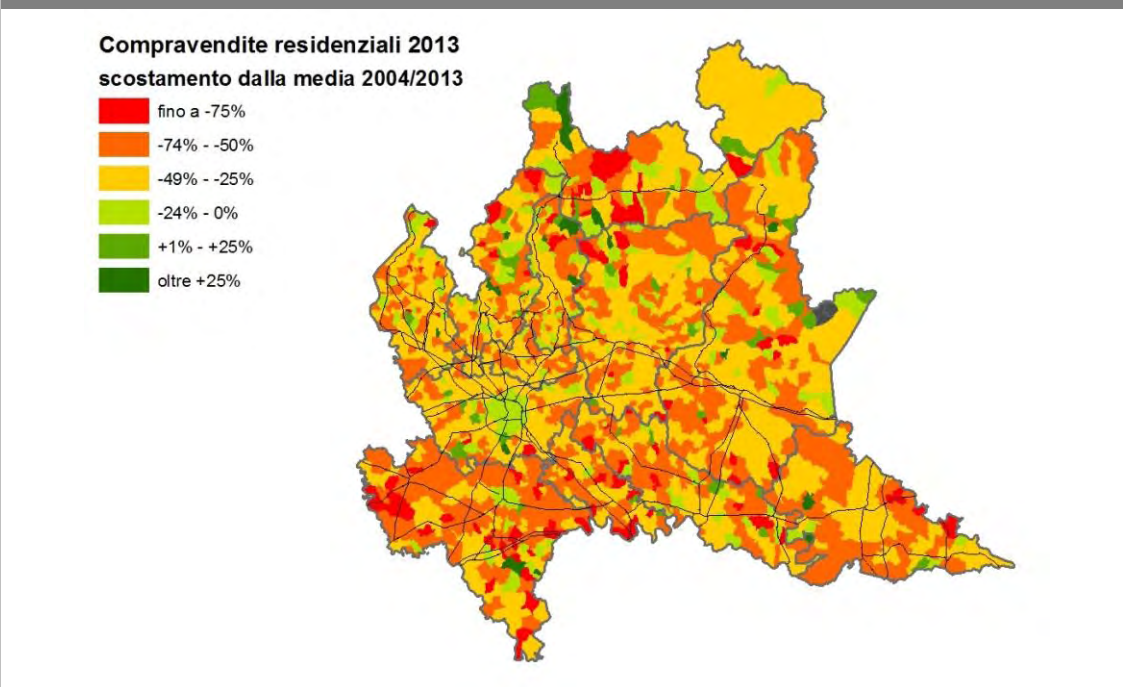 Compravendite residenziali 2013
scostamento dalla media 2004/2013
fino a -75%
-74% - -50%
-49% - -25%
-24% - 0%
+1% - +25%
oltre +25%